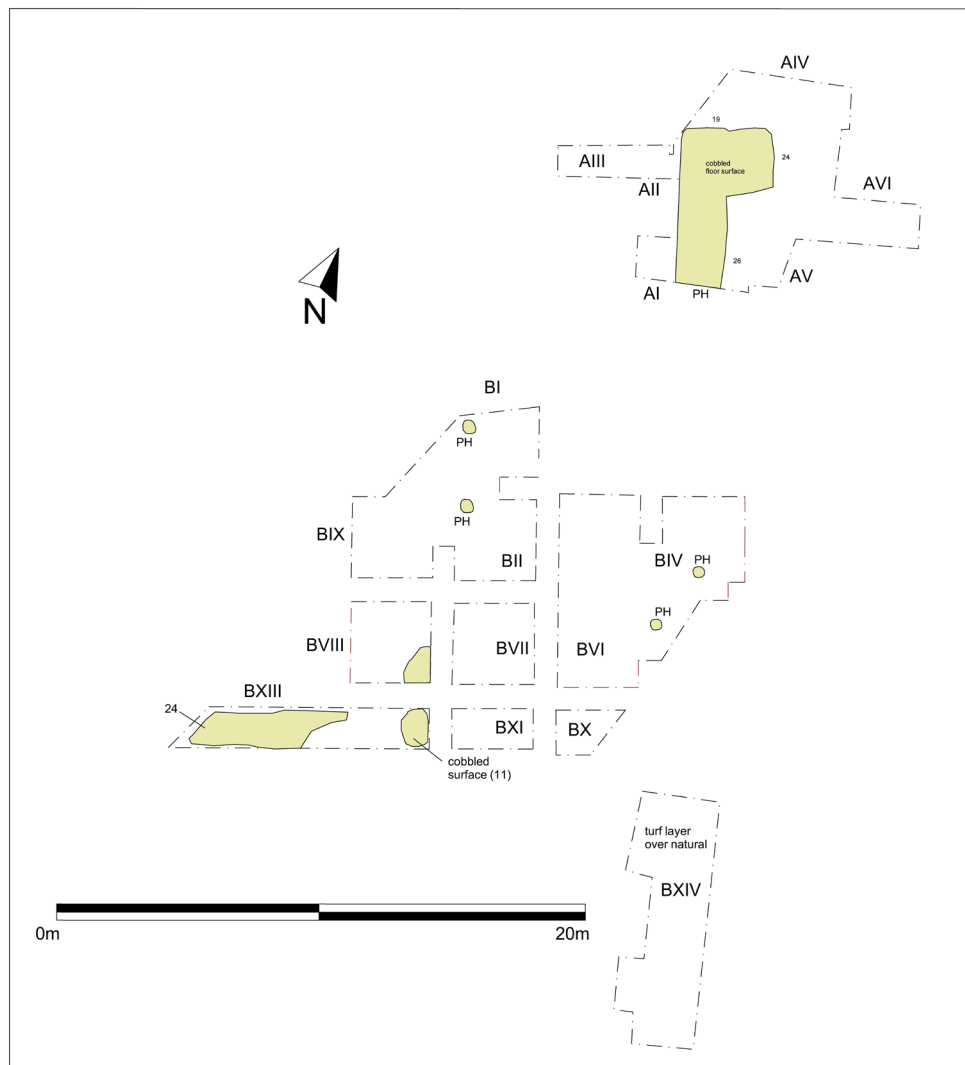 AIV
19
AIII
cobbled
floor surface
24
AII
AVI
26
AV
AI
PH
N
BI
PH
PH
BIX
BII
BIV
PH
PH
BVIII
BVII
BVI
BXIII
24
BXI
BX
cobbled
surface (11)
turf layer
over natural
BXIV
0m
20m